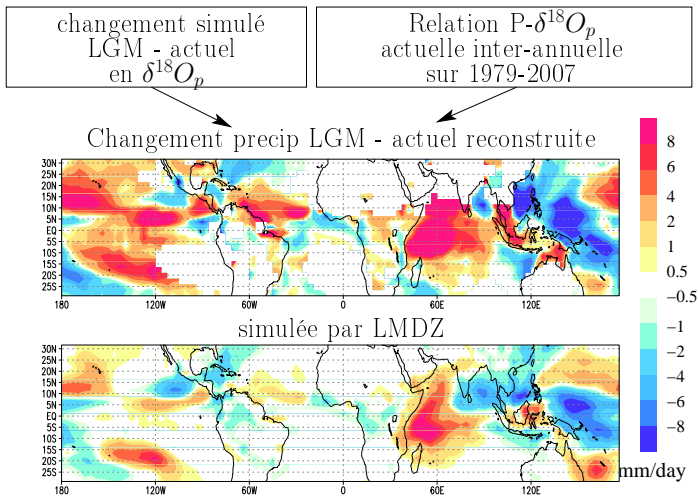 changement simulé
LGM - actuel
en δ¹⁸Oₚ
Relation P-δ¹⁸Oₚ
actuelle inter-annuelle
sur 1979-2007
Changement precip LGM - actuel reconstruite
30N
25N
20N
15N
10N
5N
EQ
5S
10S
15S
20S
25S
180
120W
60W
0
60E
120E
simulée par LMDZ
30N
25N
20N
15N
10N
5N
EQ
5S
10S
15S
20S
25S
180
120W
60W
0
60E
120E
8
6
4
2
1
0.5
−0.5
−1
−2
−4
−6
−8
mm/day